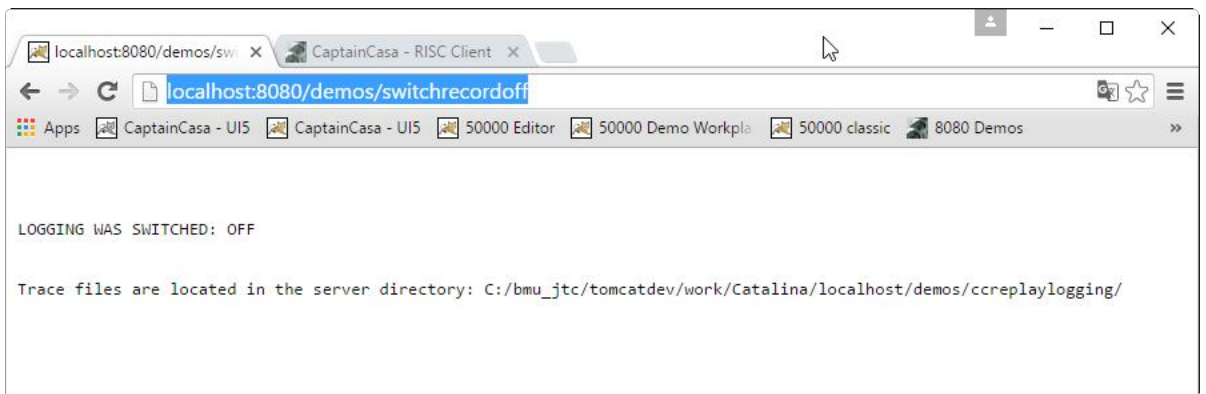 localhost:8080/demos/sw
CaptainCasa - RISC Client
localhost:8080/demos/switchrecordoff
Apps CaptainCasa - UI5 CaptainCasa - UI5 50000 Editor 50000 Demo Workpla 50000 classic 8080 Demos »
LOGGING WAS SWITCHED: OFF
Trace files are located in the server directory: C:/bmu_jtc/tomcatdev/work/Catalina/localhost/demos/ccreplaylogging/